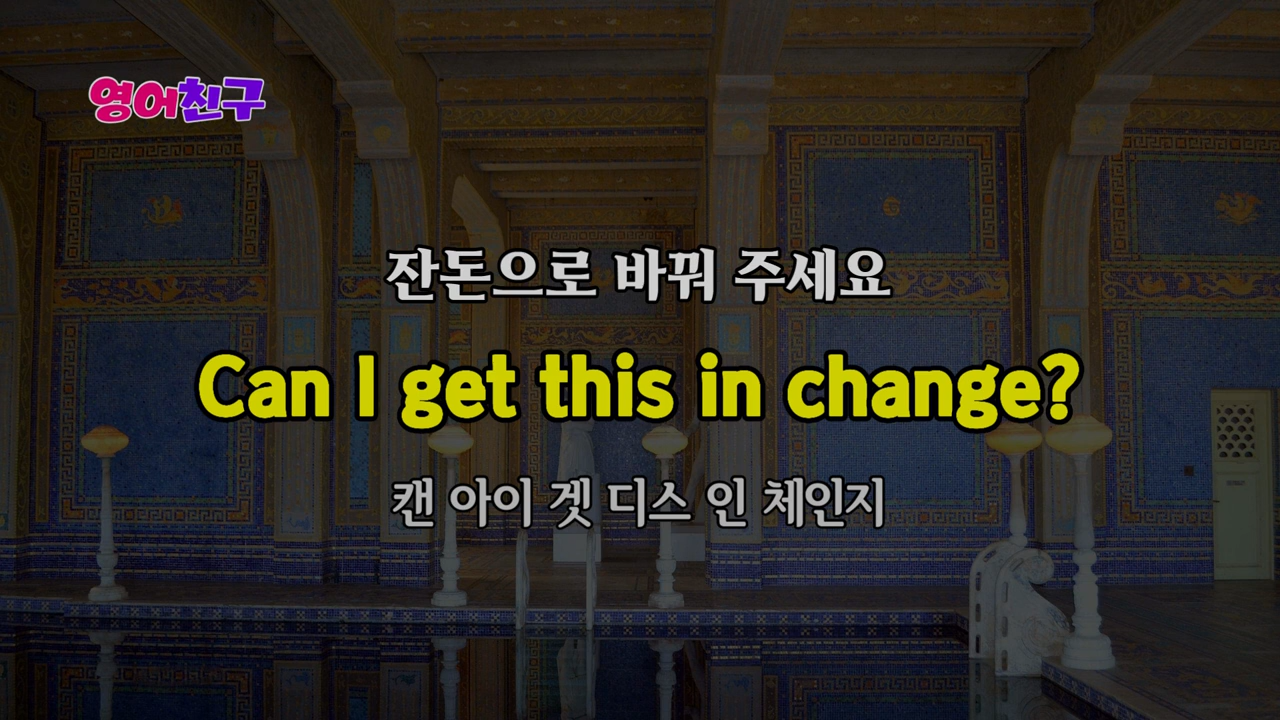 영어친구
잔돈으로 바꿔 주세요
Can I get this in change?
캔 아이 겟 디스 인 체인지